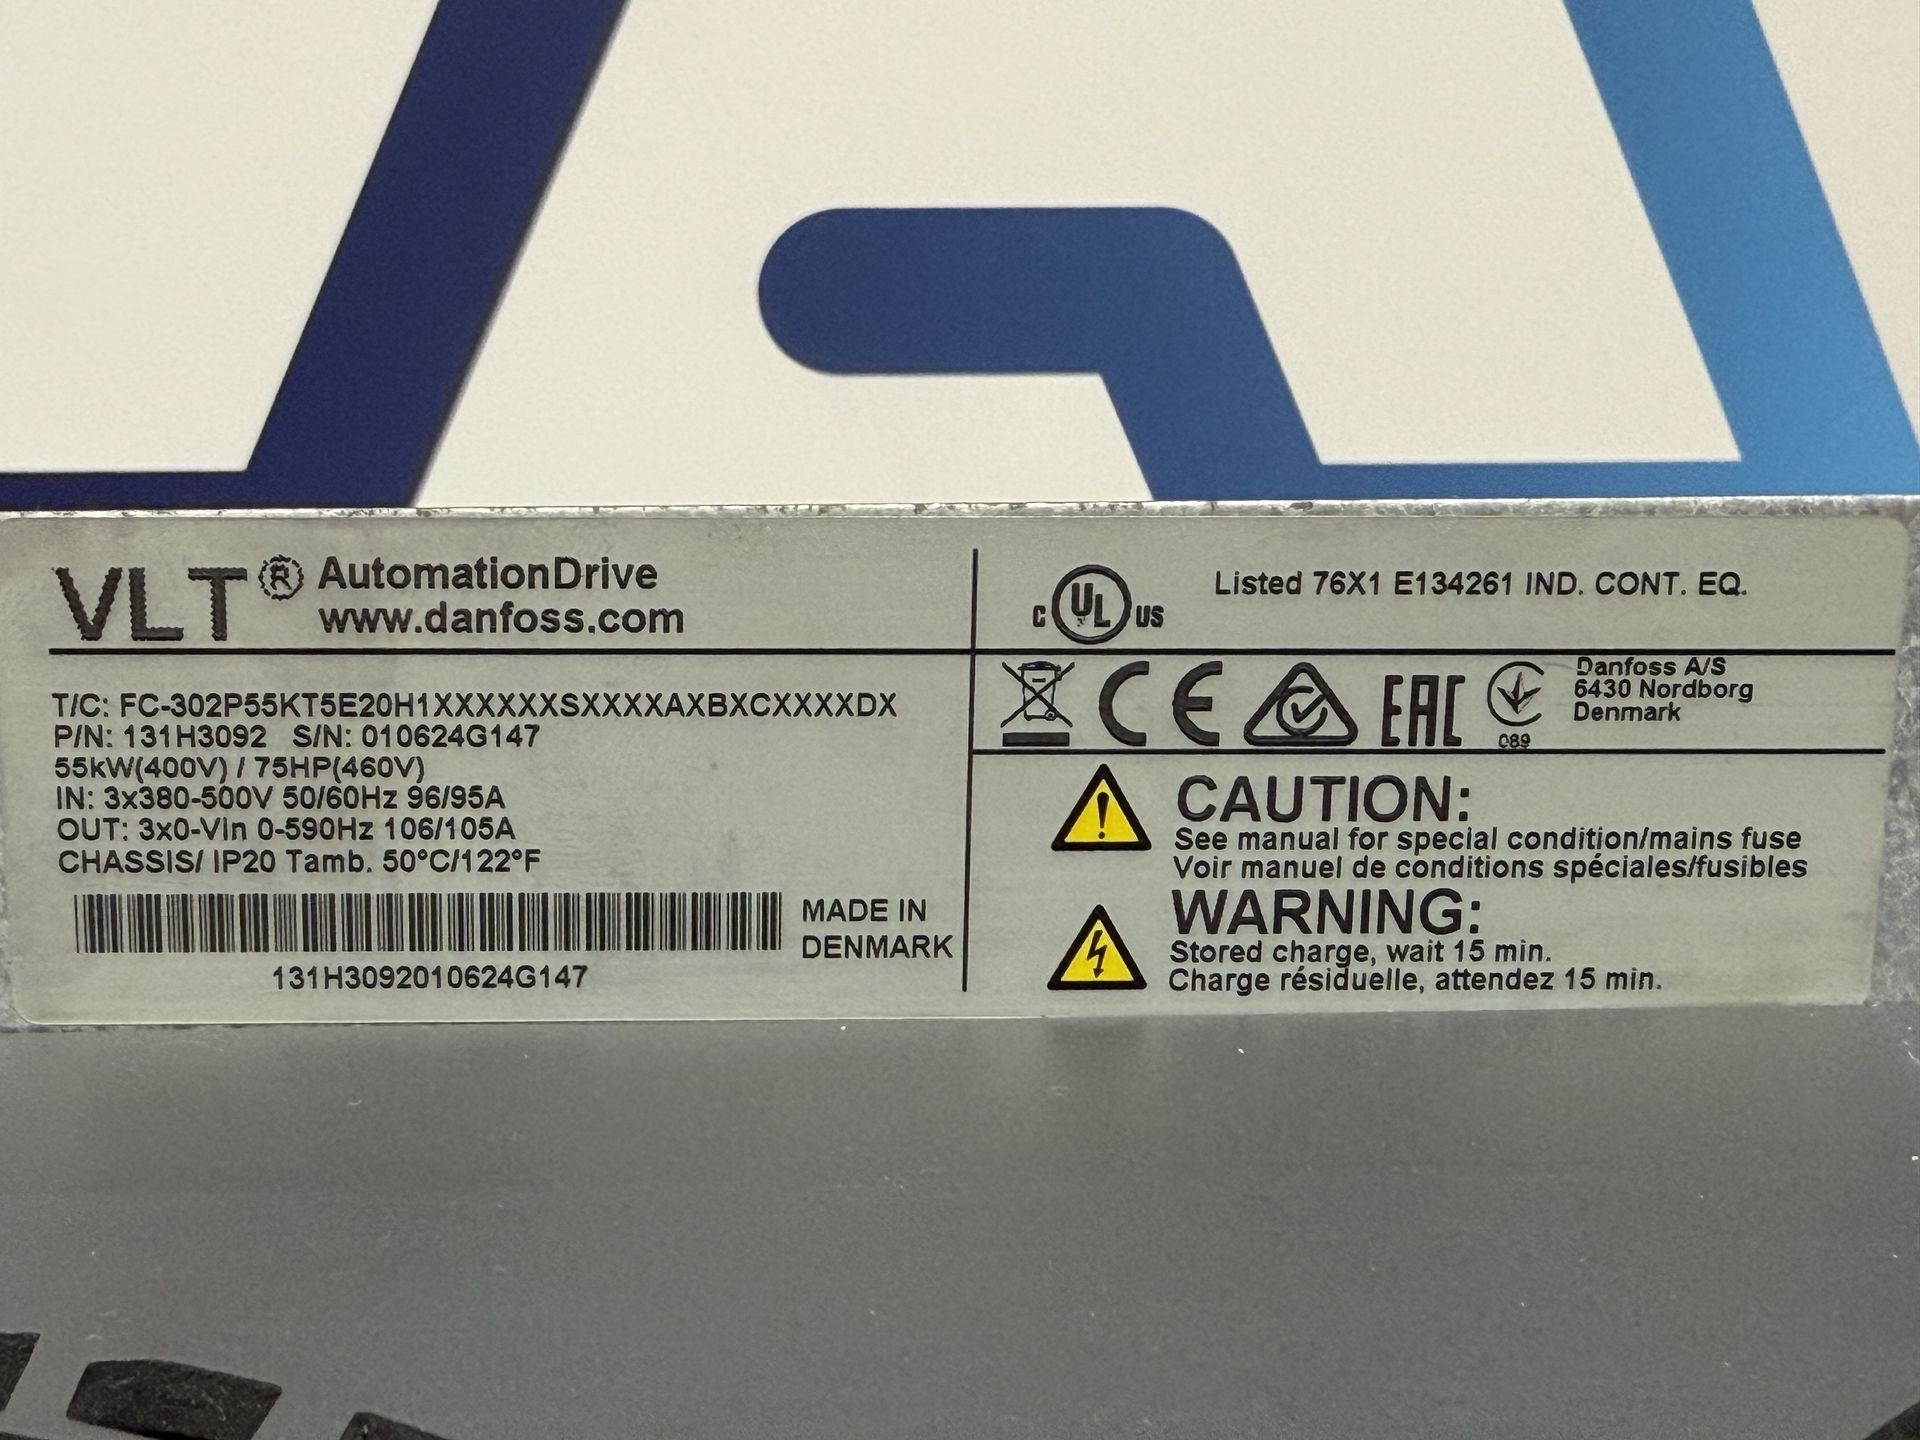 VLT® AutomationDrive
www.danfoss.com
T/C: FC-302P55KT5E20H1XXXXXXSXXXXAXBXCXXXXDX
P/N: 131H3092 S/N: 010624G147
55kW(400V) / 75HP(460V)
IN: 3x380-500V 50/60Hz 96/95A
OUT: 3x0-Vin 0-590Hz 106/105A
CHASSIS/ IP20 Tamb. 50°C/122°F
MADE IN
DENMARK
131H3092010624G147
C UL US
Listed 76X1 E134261 IND. CONT. EQ.
CE
EAC
089
Danfoss A/S
6430 Nordborg
Denmark
CAUTION:
See manual for special condition/mains fuse
Voir manuel de conditions spéciales/fusibles
WARNING:
Stored charge, wait 15 min.
Charge résiduelle, attendez 15 min.